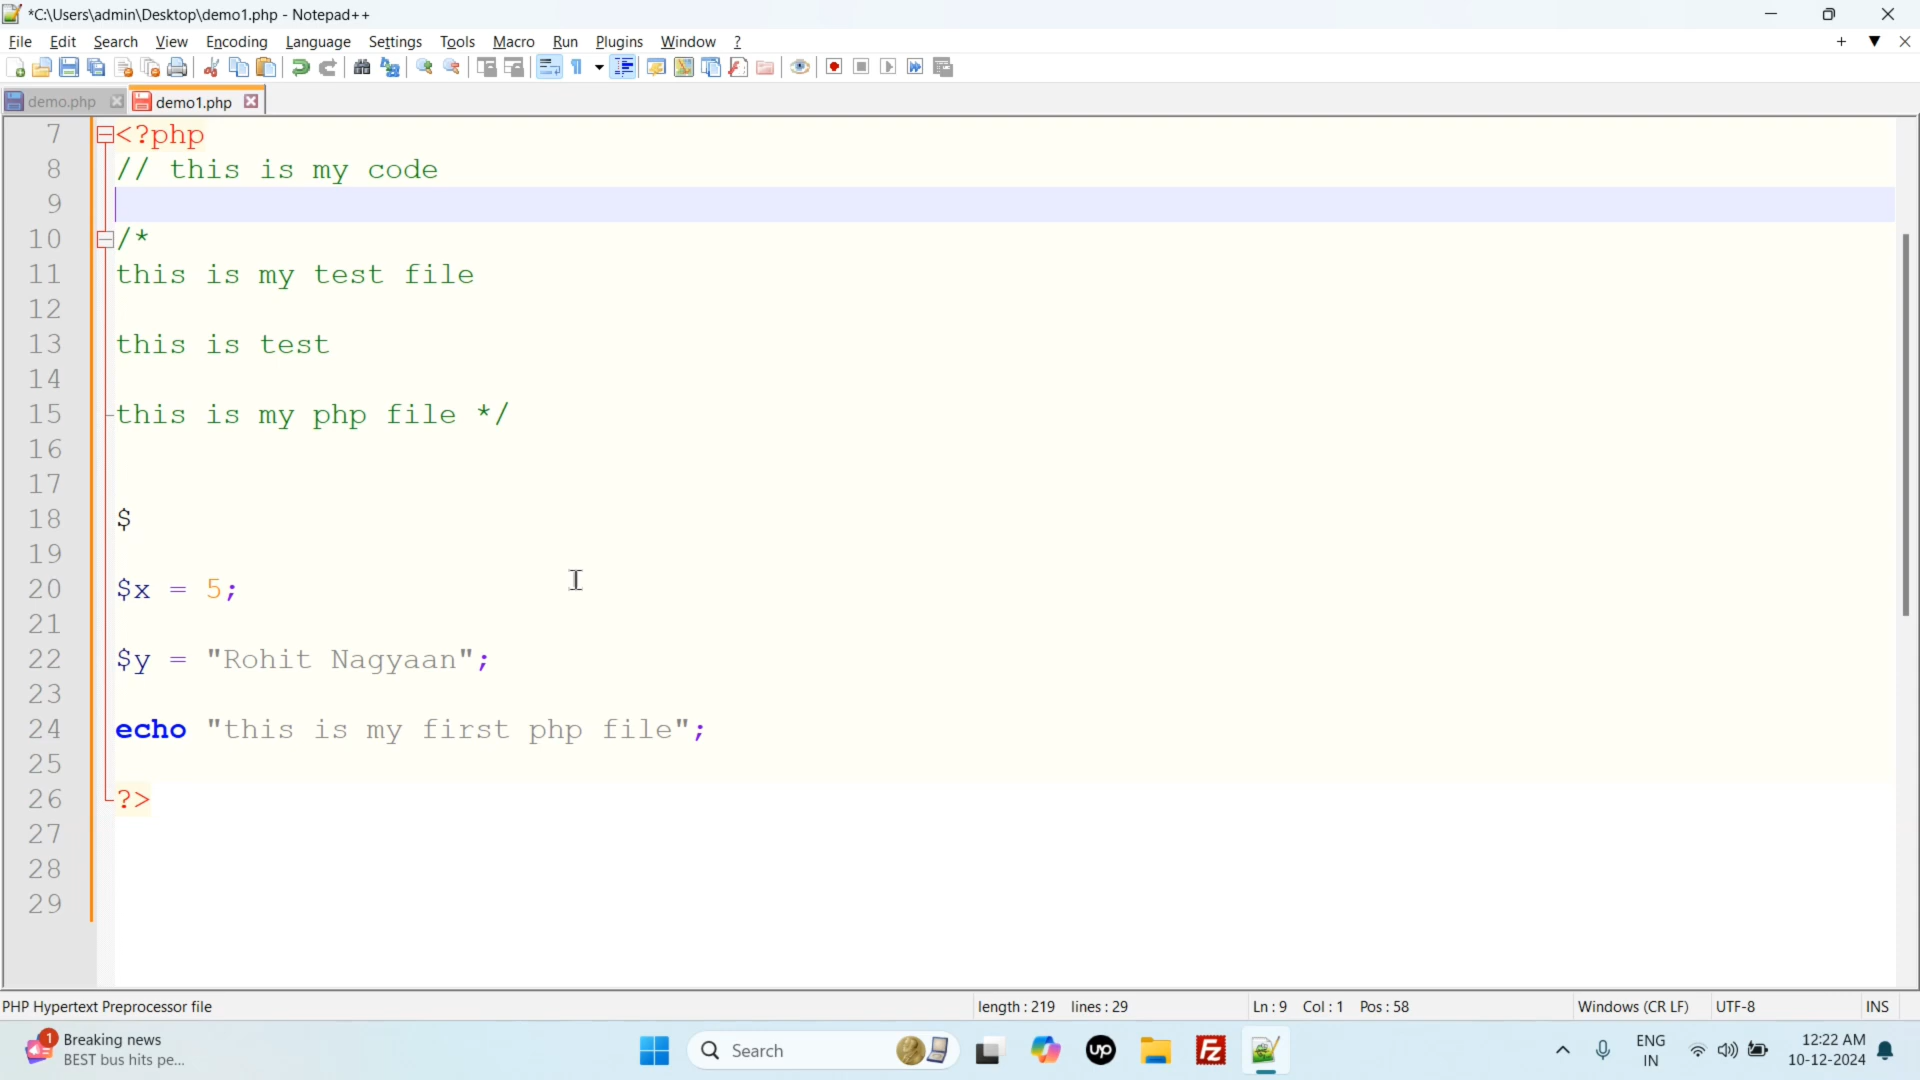 *C:\Users\admin\Desktop\demo1.php - Notepad++
File Edit Search View Encoding Language Settings Tools Macro Run Plugins Window ?
demo.php demo1.php
7 <?php
8 // this is my code
9
10 /*
11 this is my test file
12
13 this is test
14
15 this is my php file */
16
17
18 $
19
20 $x = 5;
21
22 $y = "Rohit Nagyaan";
23
24 echo "this is my first php file";
25
26 ?>
27
28
29
PHP Hypertext Preprocessor file length : 219 lines : 29 Ln : 9 Col : 1 Pos : 58 Windows (CR LF) UTF-8 INS
1 Breaking news
BEST bus hits pe...
Search
up
Fz
ENG
IN
12:22 AM
10-12-2024